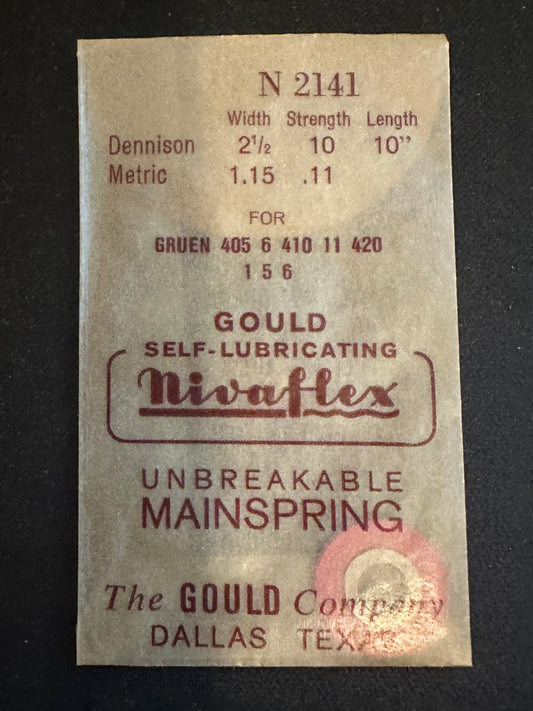 N 2141
Width Strength Length
Dennison 2½ 10 10"
Metric 1.15 .11
FOR
GRUEN 405 6 410 11 420
1 5 6
GOULD
SELF-LUBRICATING
Nivaflex
UNBREAKABLE
MAINSPRING
The GOULD Company
DALLAS TEXAS